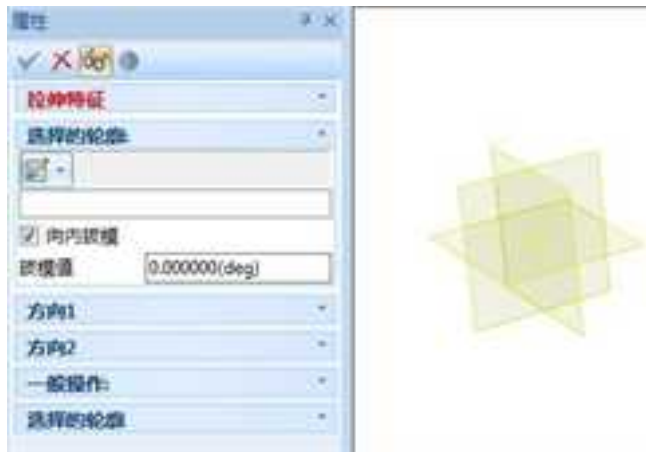 属性
拉伸特征
选择的轮廓:
向内拔模
拔模值 0.000000(deg)
方向1
方向2
一般操作:
选择的轮廓